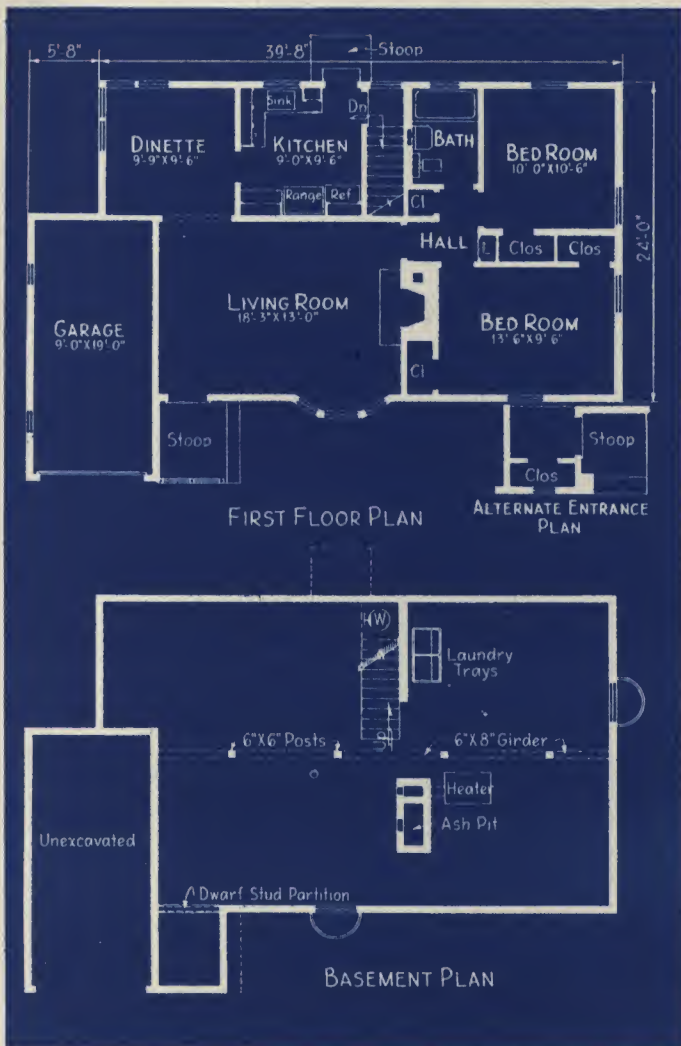 5'-8"
39'-8"
Stoop
Sink
Dn
DINETTE
9'-9"X9'-6"
KITCHEN
9'-0"X9'-6"
BATH
BED ROOM
10'0"X10'-6"
Range
Ref
Cl
HALL
L
Clos
Clos
24'-0"
LIVING ROOM
18'-3"X13'-0"
GARAGE
9'-0"X19'-0"
BED ROOM
13'6"X9'6"
Cl
Stoop
Stoop
Clos
FIRST FLOOR PLAN
ALTERNATE ENTRANCE
PLAN
HW
Laundry
Trays
Up
6"X6" Posts
6"X8" Girder
Heater
Ash Pit
Unexcavated
Dwarf Stud Partition
BASEMENT PLAN